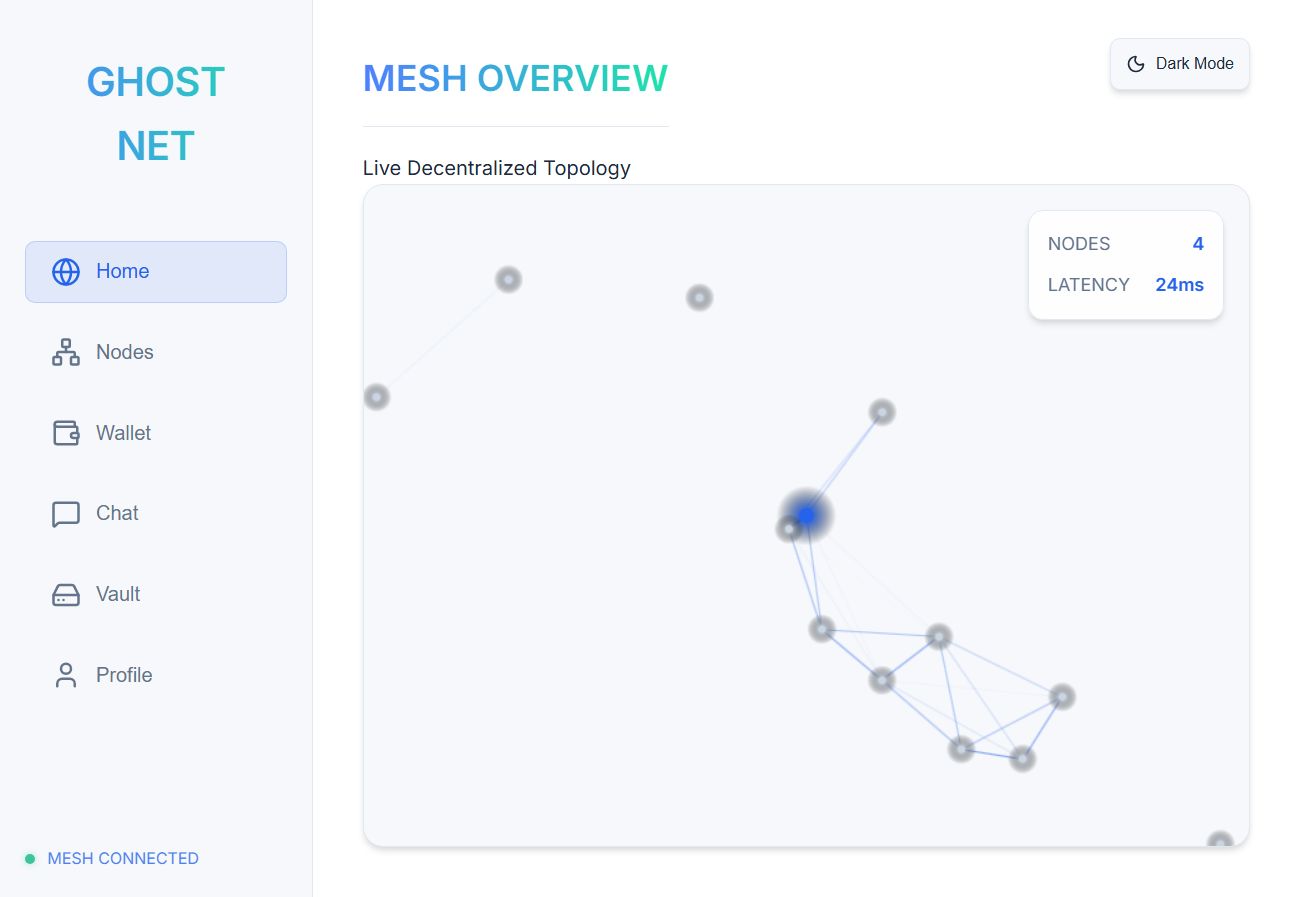 GHOST
NET
Home
Nodes
Wallet
Chat
Vault
Profile
MESH CONNECTED
MESH OVERVIEW
Dark Mode
Live Decentralized Topology
NODES 4
LATENCY 24ms